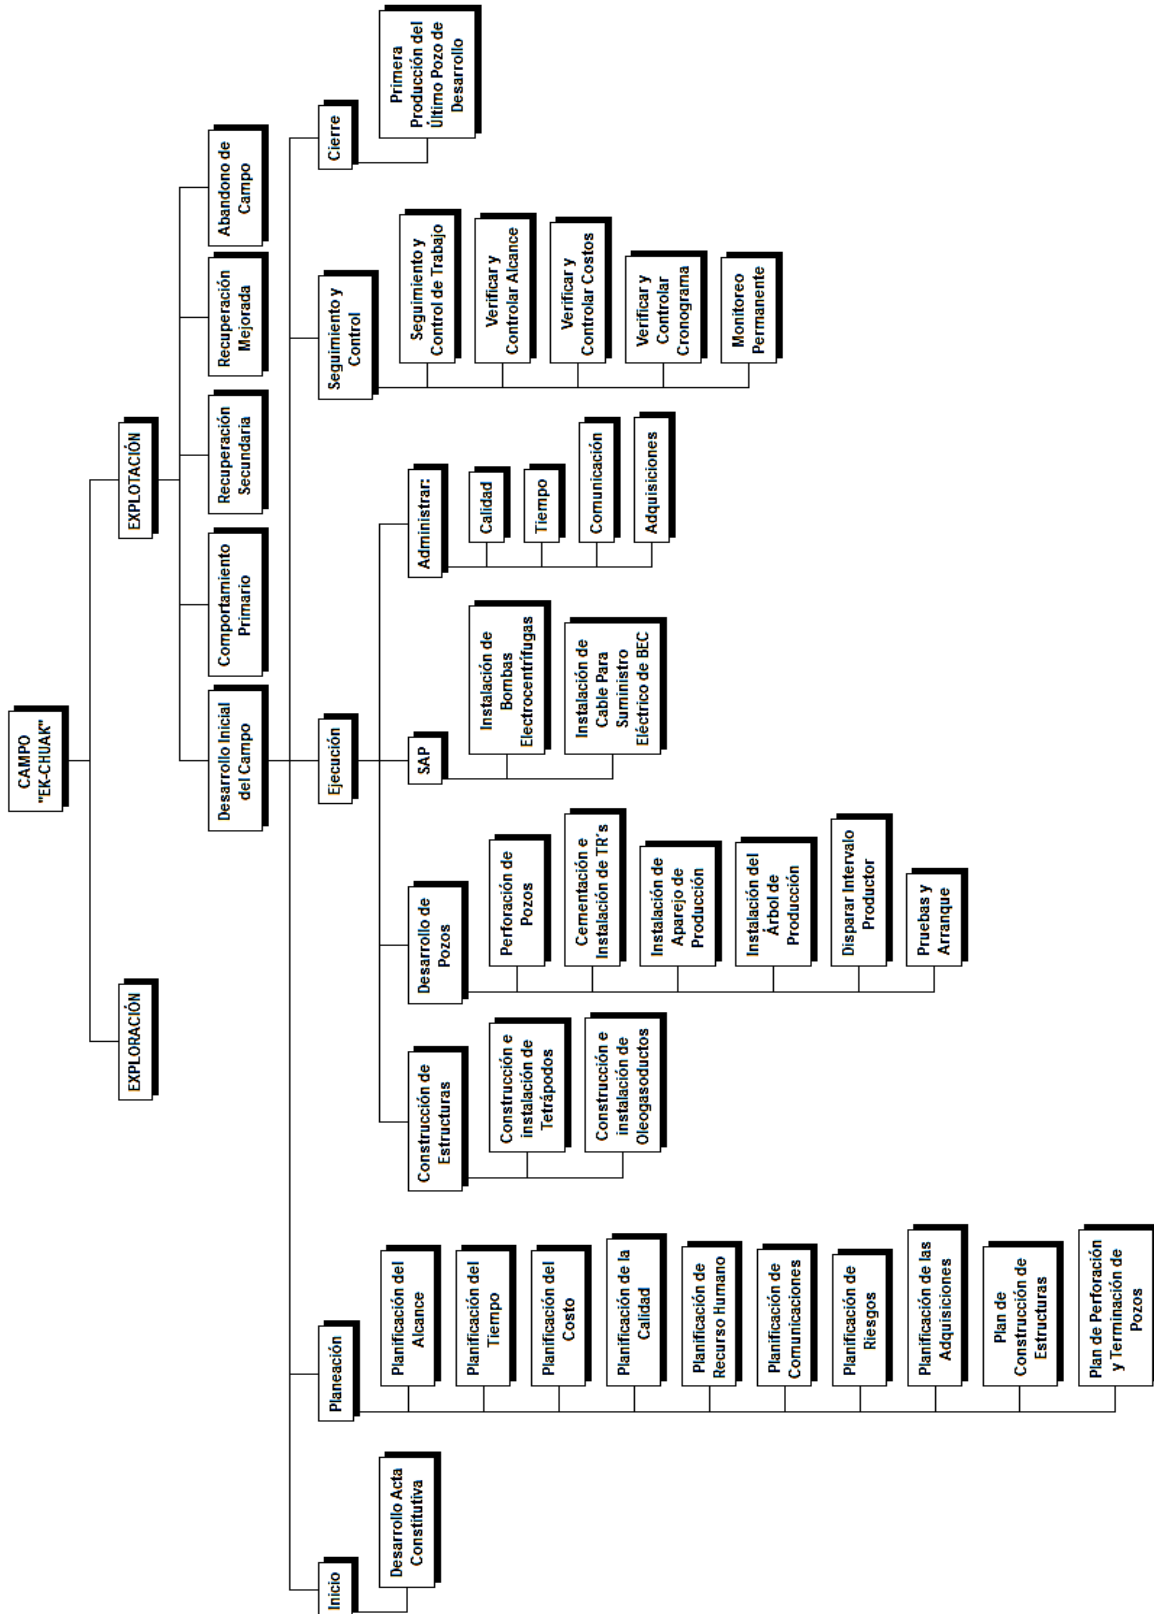 CAMPO
"EK-CHUAK"
EXPLORACIÓN
EXPLOTACIÓN
Desarrollo Inicial
del Campo
Comportamiento
Primario
Recuperación
Secundaria
Recuperación
Mejorada
Abandono de
Campo
Inicio
Desarrollo Acta
Constitutiva
Planeación
Planificación del
Alcance
Planificación del
Tiempo
Planificación del
Costo
Planificación de la
Calidad
Planificación de
Recurso Humano
Planificación de
Comunicaciones
Planificación de
Riesgos
Planificación de las
Adquisiciones
Plan de
Construcción de
Estructuras
Plan de Perforación
y Terminación de
Pozos
Ejecución
Construcción de
Estructuras
Construcción e
instalación de
Tetrápodos
Construcción e
instalación de
Oleogasoductos
Desarrollo de
Pozos
Perforación de
Pozos
Cementación e
Instalación de TR´s
Instalación de
Aparejo de
Producción
Instalación del
Árbol de
Producción
Disparar Intervalo
Productor
Pruebas y
Arranque
SAP
Instalación de
Bombas
Electrocentrífugas
Instalación de
Cable Para
Suministro
Eléctrico de BEC
Administrar:
Calidad
Tiempo
Comunicación
Adquisiciones
Seguimiento y
Control
Seguimiento y
Control de Trabajo
Verificar y
Controlar Alcance
Verificar y
Controlar Costos
Verificar y
Controlar
Cronograma
Monitoreo
Permanente
Cierre
Primera
Producción del
Último Pozo de
Desarrollo